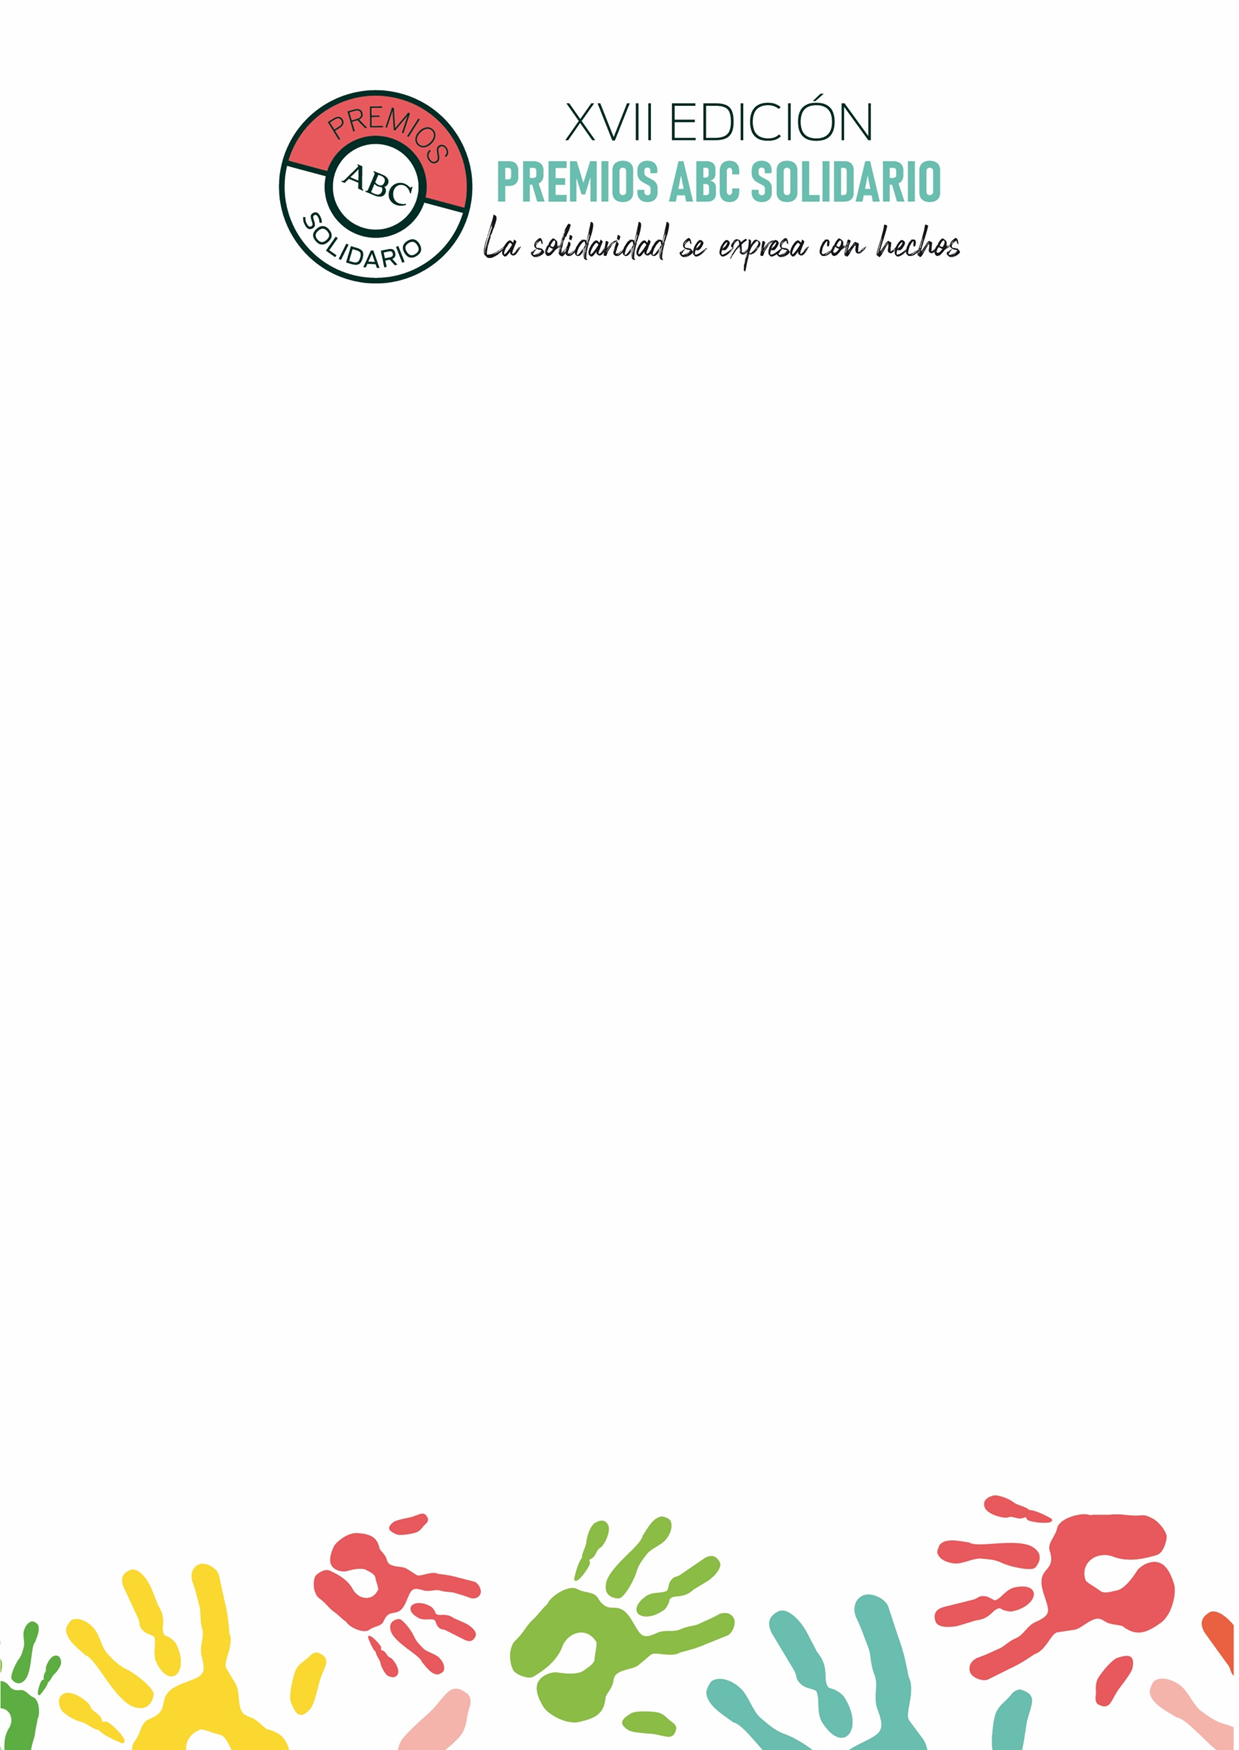 PREMIOS
ABC
SOLIDARIO
XVII EDICIÓN
PREMIOS ABC SOLIDARIO
La solidaridad se expresa con hechos